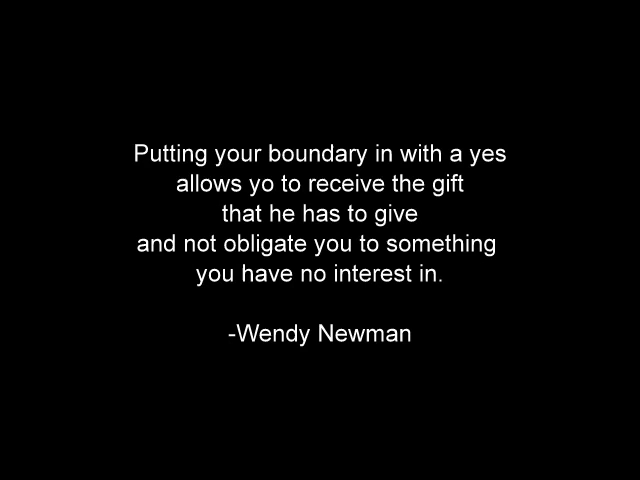 Putting your boundary in with a yes
allows yo to receive the gift
that he has to give
and not obligate you to something
you have no interest in.
-Wendy Newman